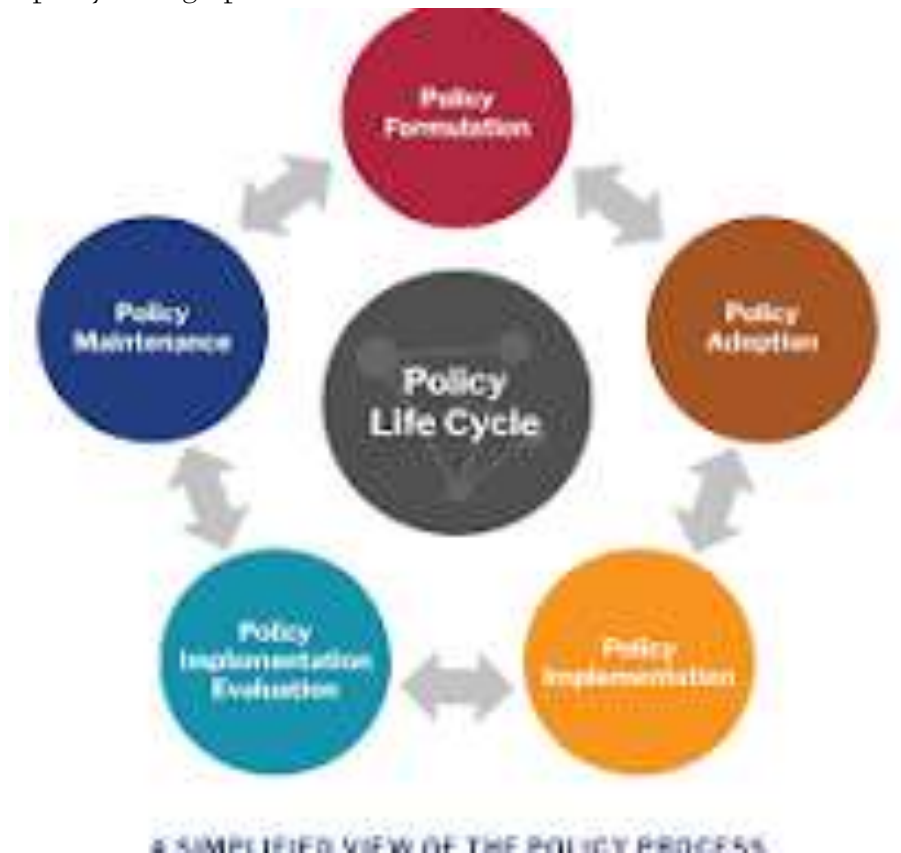 Policy
Formulation
Policy
Maintenance
Policy
Adoption
Policy
Life Cycle
Policy
Implementation
Evaluation
Policy
Implementation
A SIMPLIFIED VIEW OF THE POLICY PROCESS